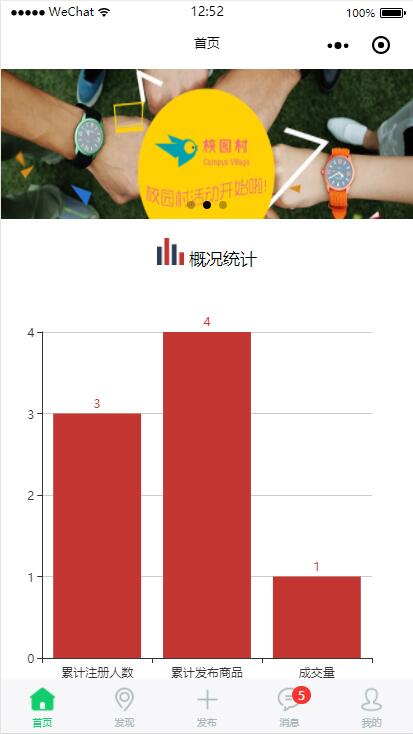 WeChat 12:52 100%
首页
校园村
Campus Village
校园村活动开始啦!
概况统计
4
4
3
3
2
1
1
0
累计注册人数 累计发布商品 成交量
5
首页 发现 发布 消息 我的